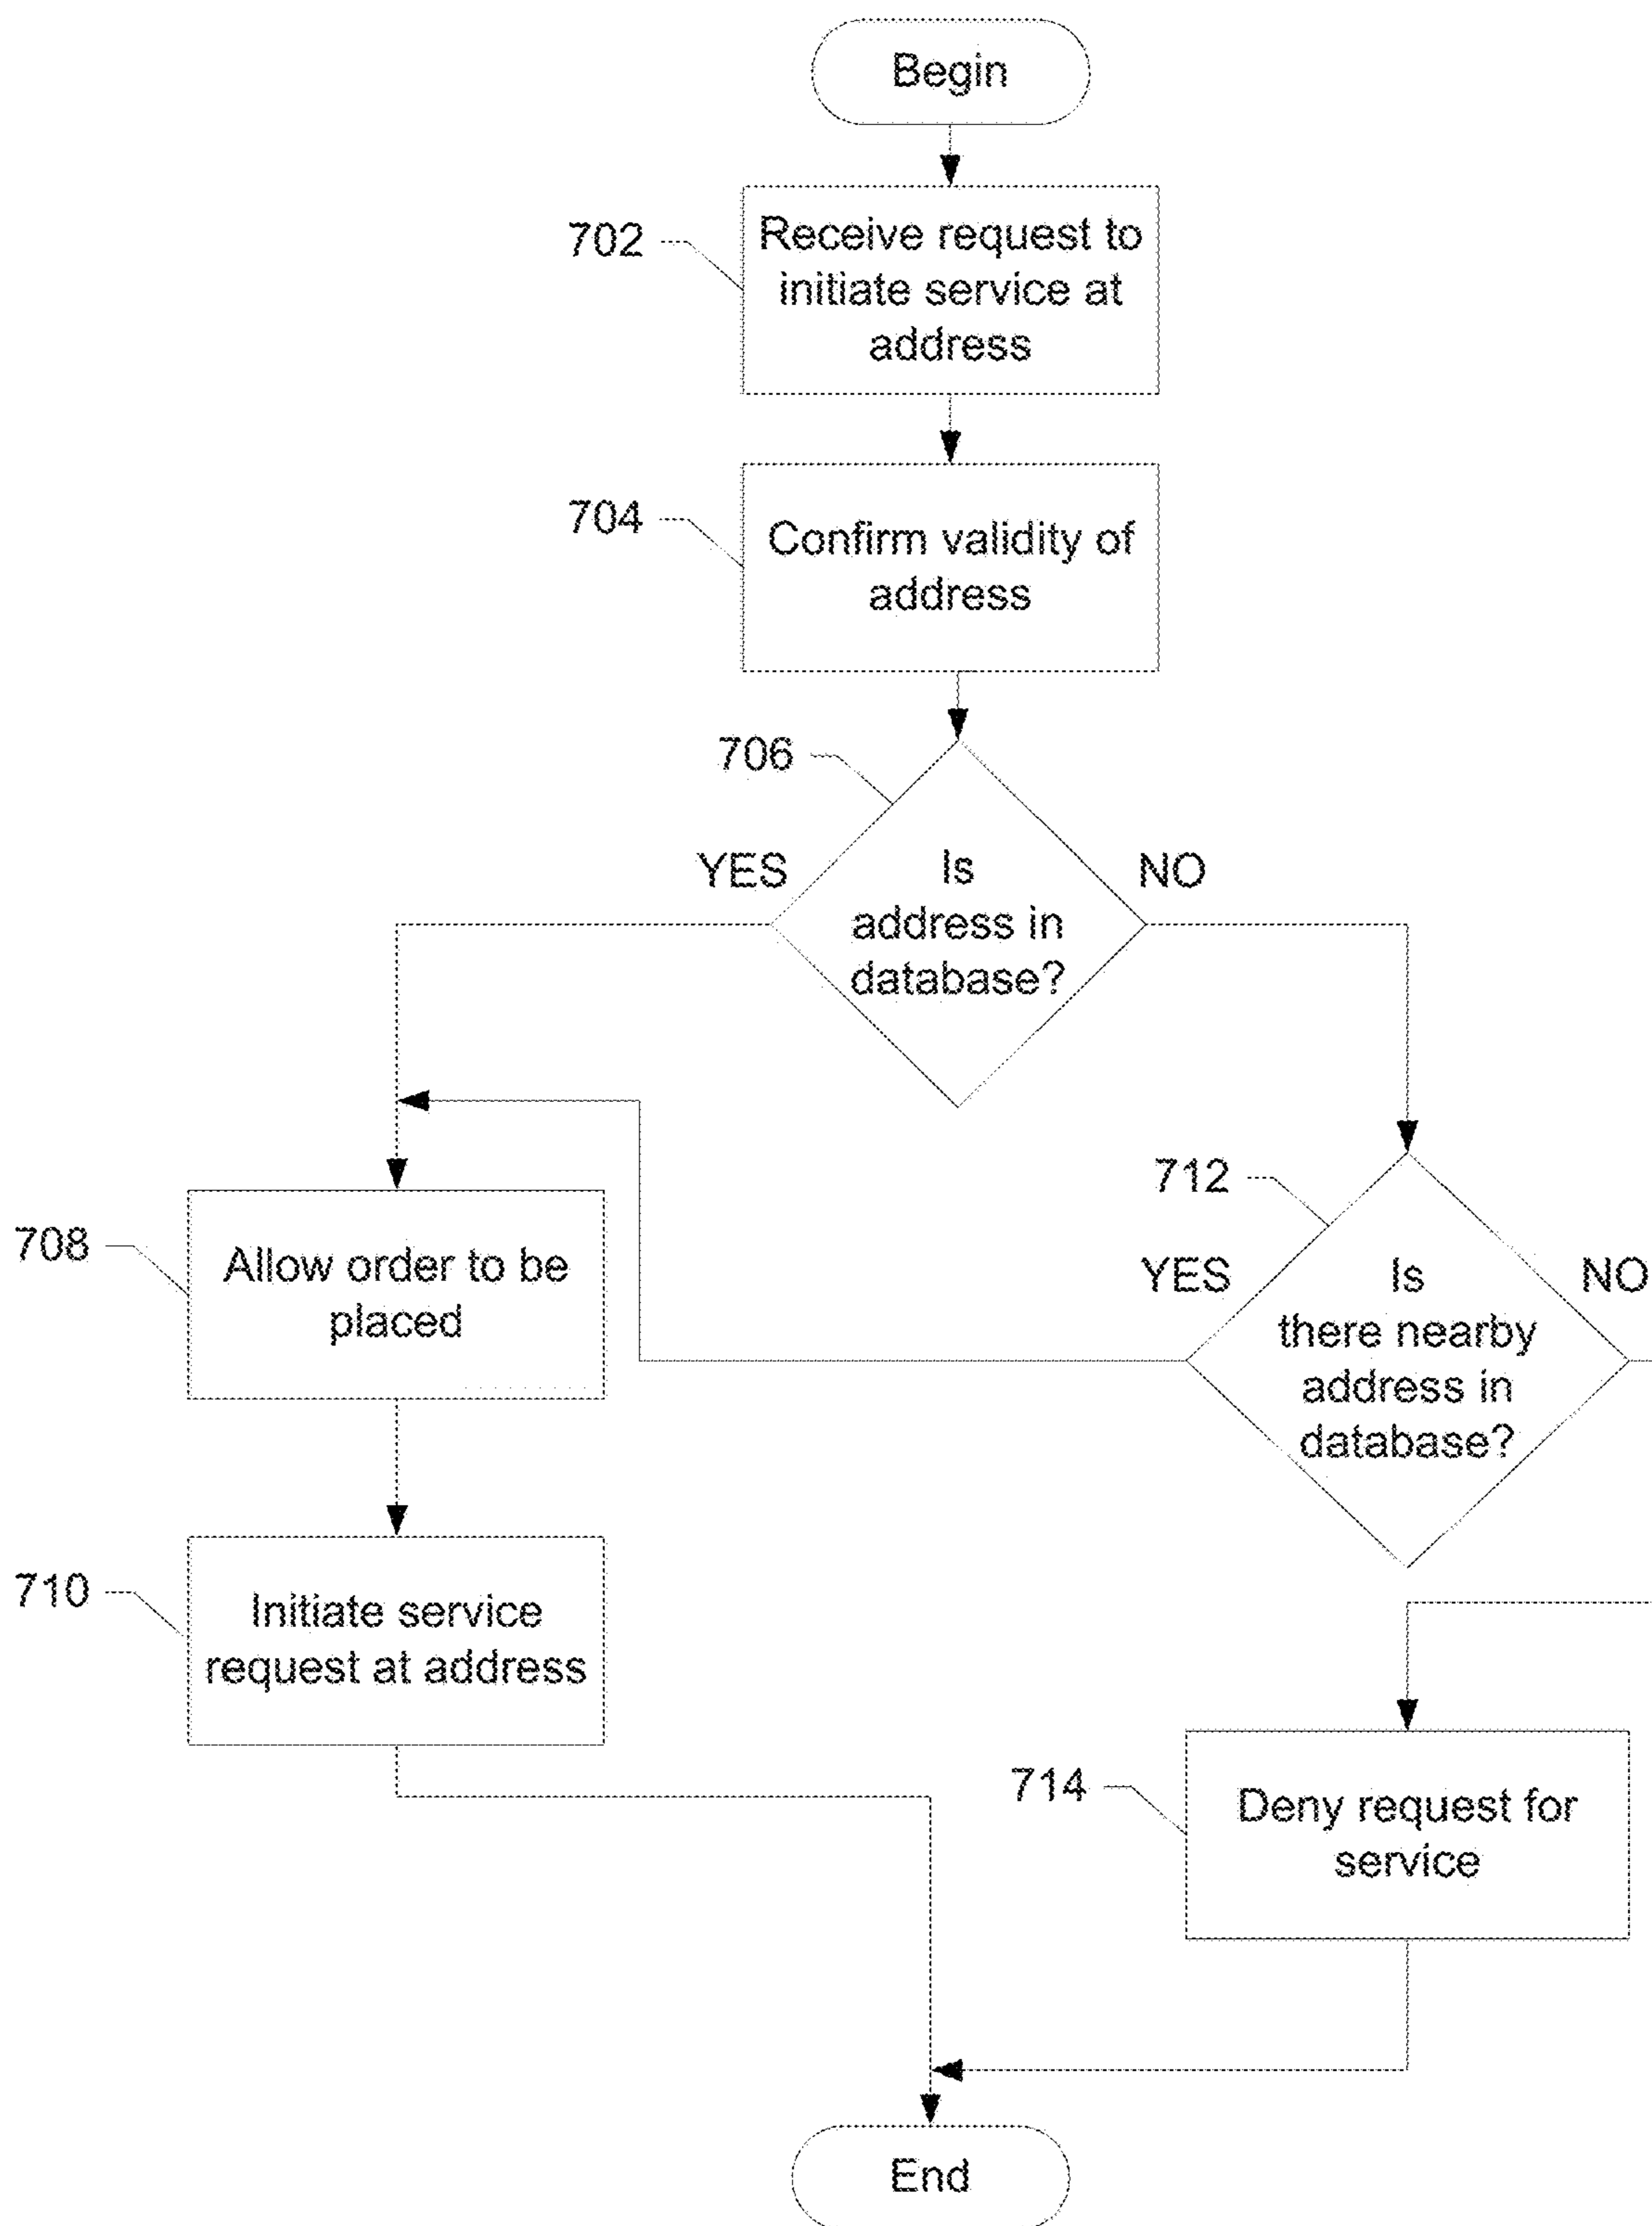 Begin
702
Receive request to
initiate service at
address
704
Confirm validity of
address
706
YES
NO
Is
address in
database?
712
708
Allow order to be
placed
YES
NO
Is
there nearby
address in
database?
710
Initiate service
request at address
714
Deny request for
service
End